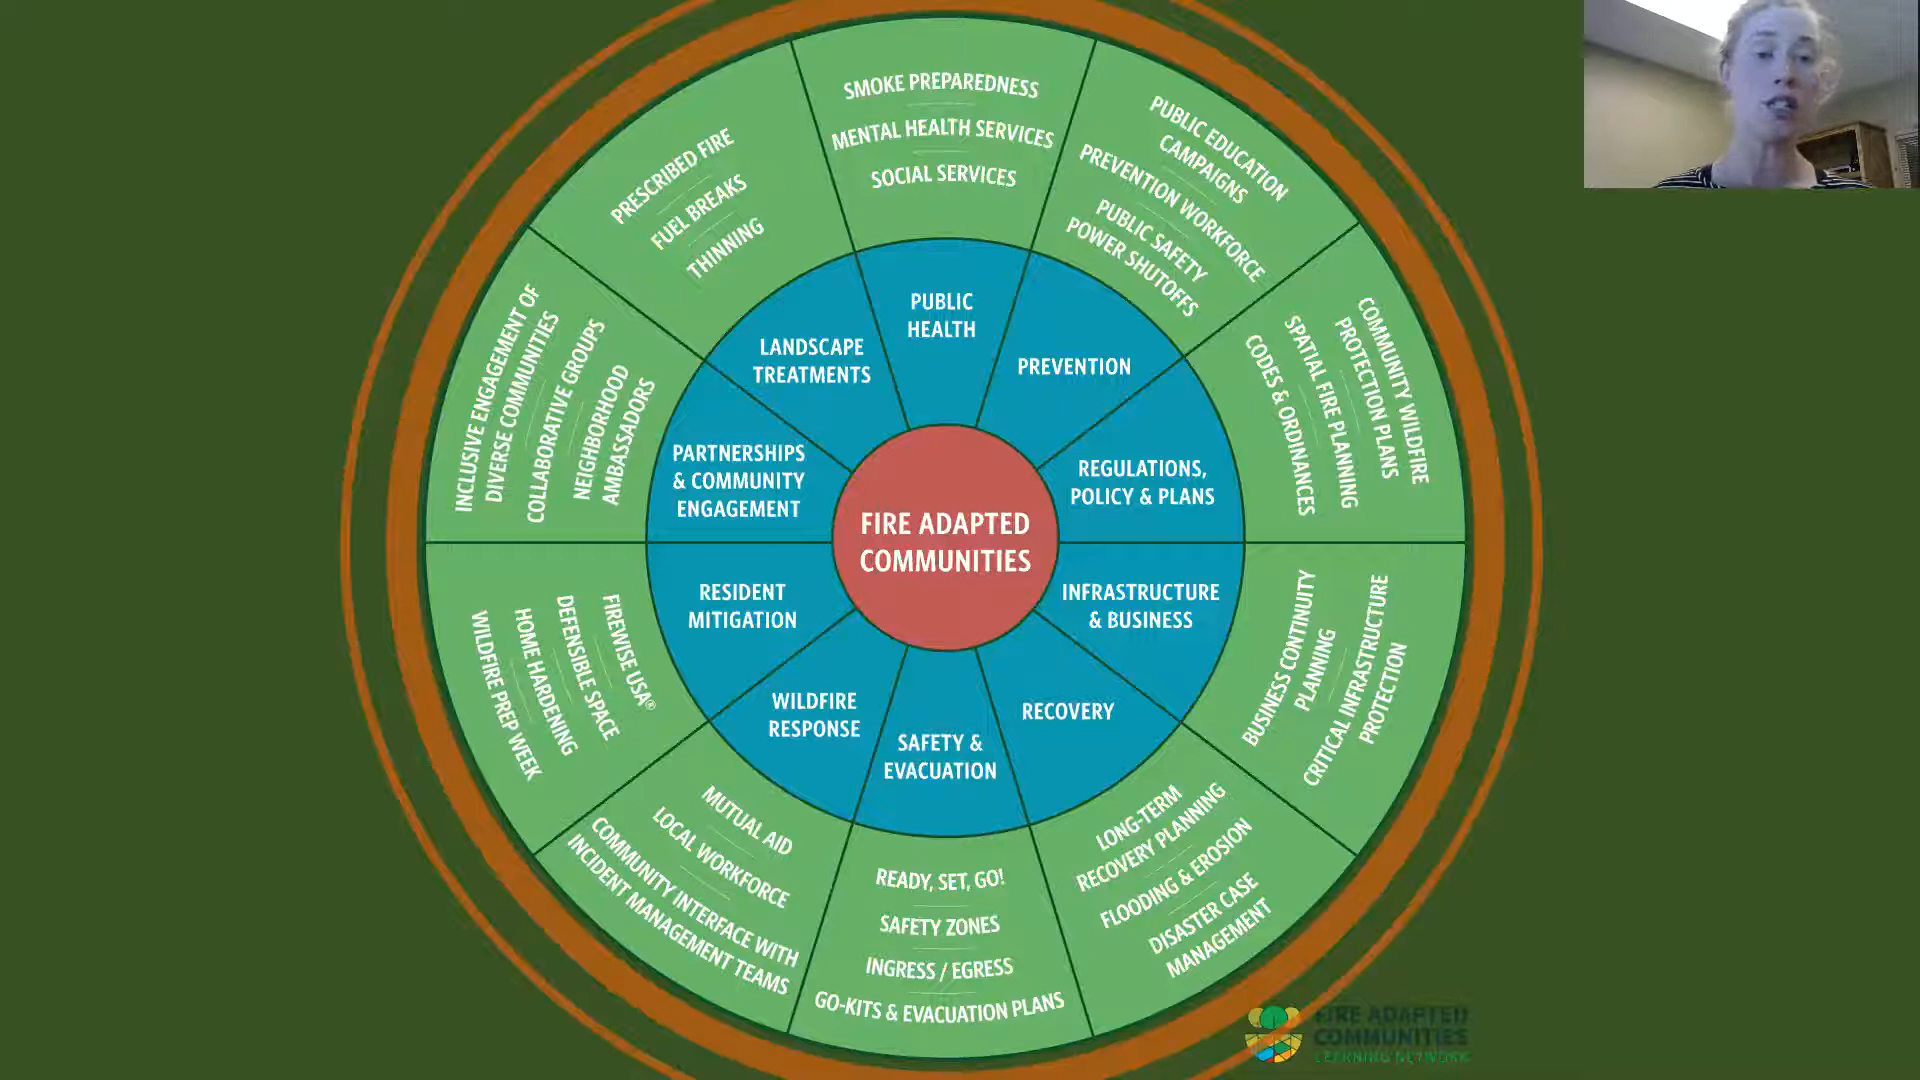 SMOKE PREPAREDNESS
MENTAL HEALTH SERVICES
SOCIAL SERVICES
PUBLIC EDUCATION
CAMPAIGNS
PREVENTION WORKFORCE
PUBLIC SAFETY
POWER SHUTOFFS
COMMUNITY WILDFIRE
PROTECTION PLANS
SPATIAL FIRE PLANNING
CODES & ORDINANCES
BUSINESS CONTINUITY
PLANNING
CRITICAL INFRASTRUCTURE
PROTECTION
LONG-TERM
RECOVERY PLANNING
FLOODING & EROSION
DISASTER CASE
MANAGEMENT
READY, SET, GO!
SAFETY ZONES
INGRESS / EGRESS
GO-KITS & EVACUATION PLANS
MUTUAL AID
LOCAL WORKFORCE
COMMUNITY INTERFACE WITH
INCIDENT MANAGEMENT TEAMS
FIREWISE USA®
DEFENSIBLE SPACE
HOME HARDENING
WILDFIRE PREP WEEK
INCLUSIVE ENGAGEMENT OF
DIVERSE COMMUNITIES
COLLABORATIVE GROUPS
NEIGHBORHOOD
AMBASSADORS
PRESCRIBED FIRE
FUEL BREAKS
THINNING
PUBLIC
HEALTH
PREVENTION
REGULATIONS,
POLICY & PLANS
INFRASTRUCTURE
& BUSINESS
RECOVERY
SAFETY &
EVACUATION
WILDFIRE
RESPONSE
RESIDENT
MITIGATION
PARTNERSHIPS
& COMMUNITY
ENGAGEMENT
LANDSCAPE
TREATMENTS
FIRE ADAPTED
COMMUNITIES
FIRE ADAPTED
COMMUNITIES
LEARNING NETWORK